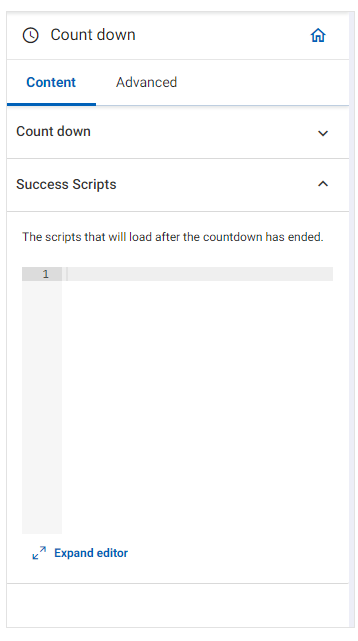 Count down
Content Advanced
Count down
Success Scripts
The scripts that will load after the countdown has ended.
1
Expand editor